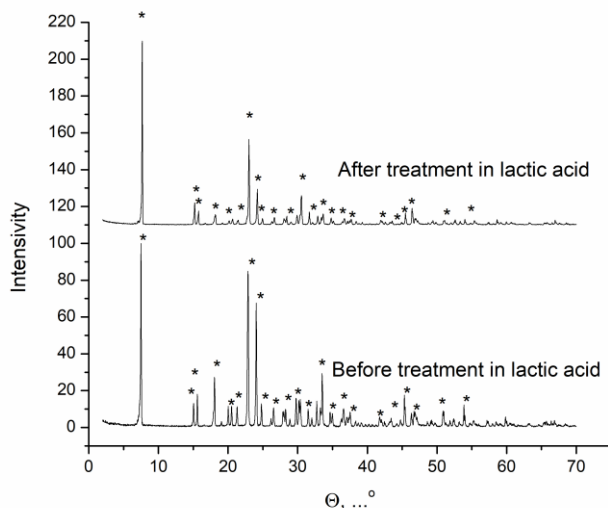 220
200
180
160
140
120
100
80
60
40
20
0
Intensivity
After treatment in lactic acid
Before treatment in lactic acid
0 10 20 30 40 50 60 70
Θ, ...°